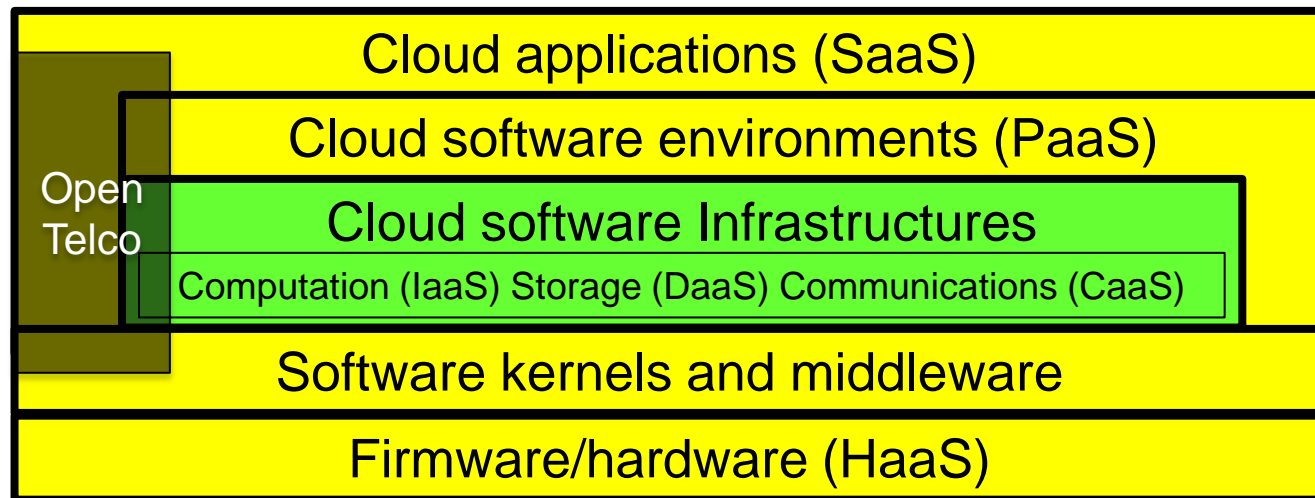 Cloud applications (SaaS)
Cloud software environments (PaaS)
Open
Telco
Cloud software Infrastructures
Computation (IaaS) Storage (DaaS) Communications (CaaS)
Software kernels and middleware
Firmware/hardware (HaaS)